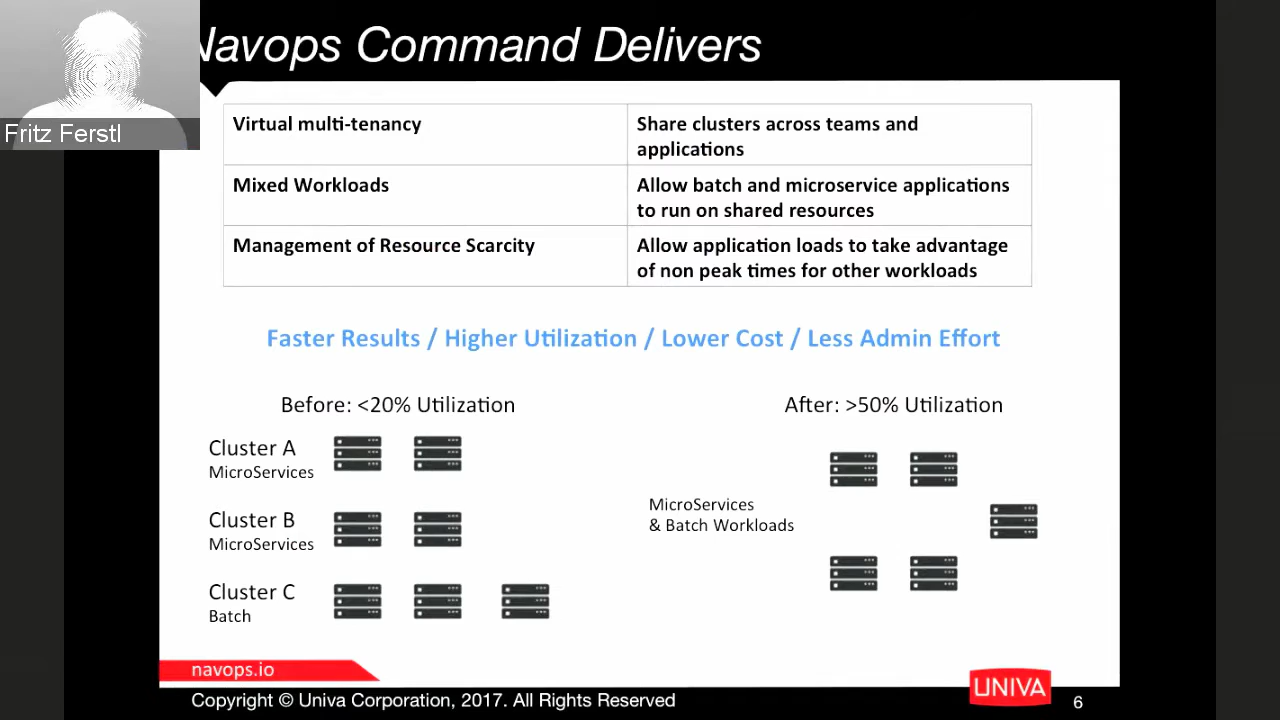 Navops Command Delivers
Fritz Ferstl
Virtual multi-tenancy
Share clusters across teams and
applications
Mixed Workloads
Allow batch and microservice applications
to run on shared resources
Management of Resource Scarcity
Allow application loads to take advantage
of non peak times for other workloads
Faster Results / Higher Utilization / Lower Cost / Less Admin Effort
Before: <20% Utilization
After: >50% Utilization
Cluster A
MicroServices
Cluster B
MicroServices
Cluster C
Batch
MicroServices
& Batch Workloads
navops.io
UNIVA
Copyright © Univa Corporation, 2017. All Rights Reserved
6